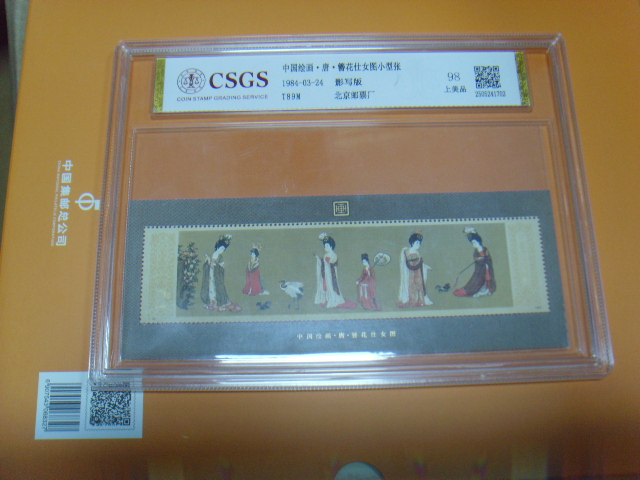 CSGS
COIN STAMP GRADING SERVICE
中国绘画·唐·簪花仕女图小型张
1984-03-24 影写版
T89M 北京邮票厂
98
上美品
2505241702
中国绘画·唐·簪花仕女图
中国集邮总公司